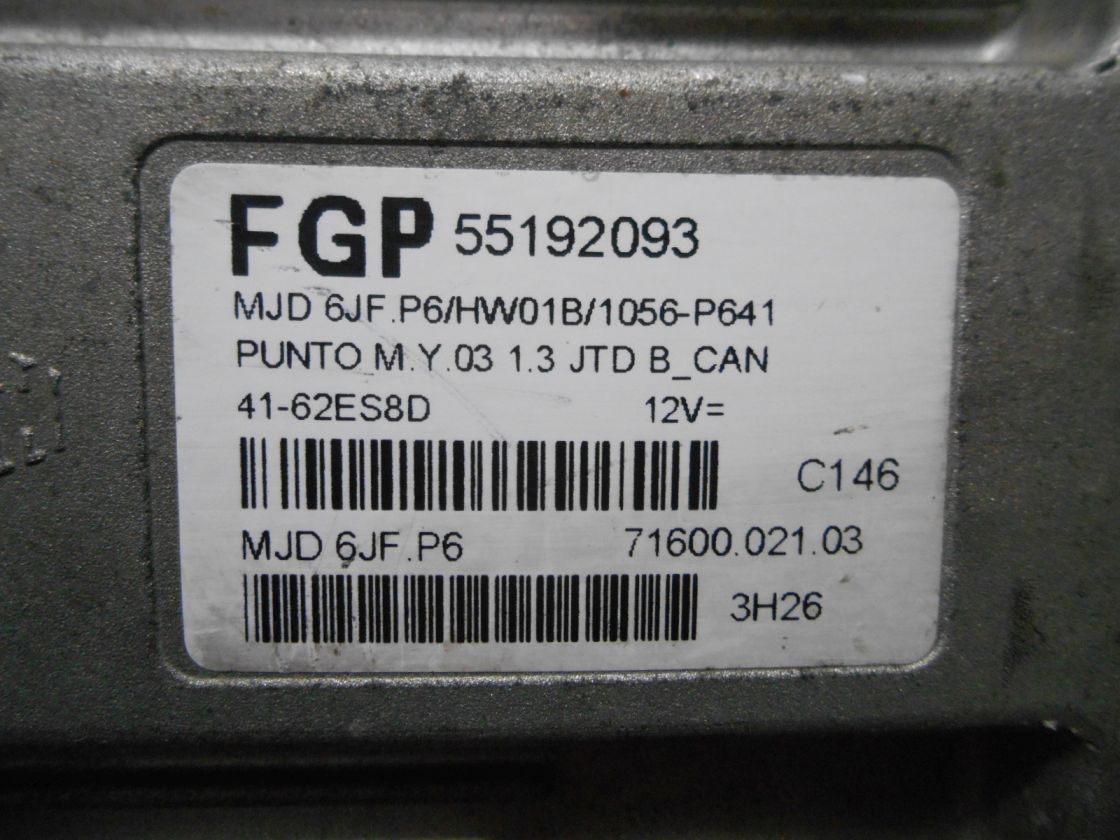 FGP 55192093
MJD 6JF.P6/HW01B/1056-P641
PUNTO M.Y.03 1.3 JTD B_CAN
41-62ES8D 12V=
C146
MJD 6JF.P6 71600.021.03
3H26